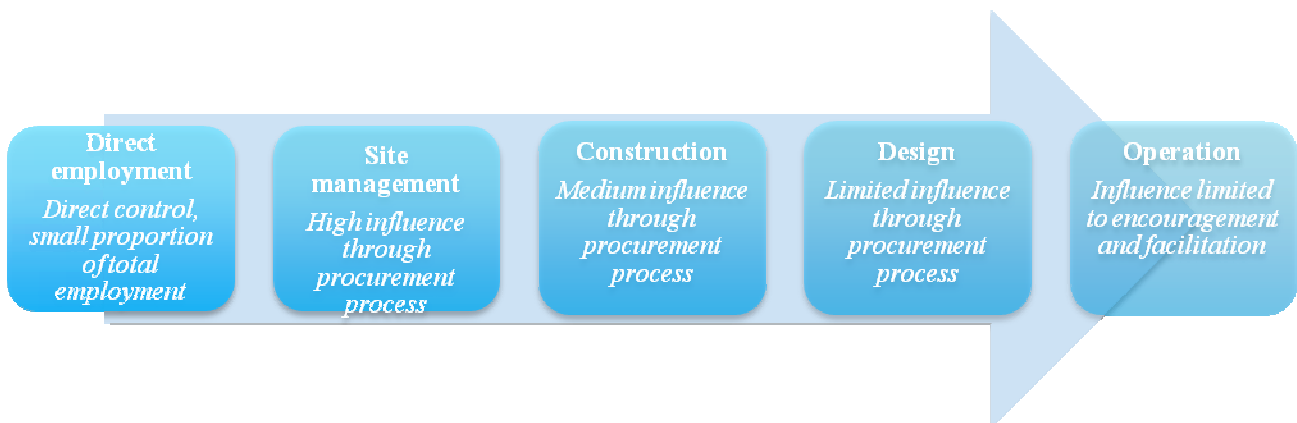 Direct
employment
Direct control,
small proportion
of total
employment
Site
management
High influence
through
procurement
process
Construction
Medium influence
through
procurement
process
Design
Limited influence
through
procurement
process
Operation
Influence limited
to encouragement
and facilitation